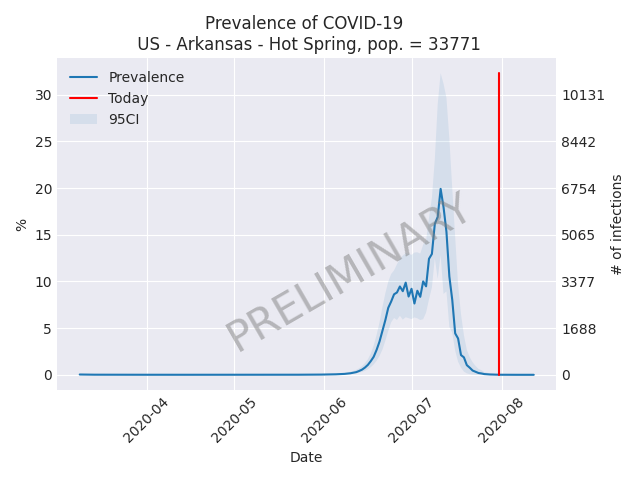 Prevalence of COVID-19
US - Arkansas - Hot Spring, pop. = 33771
Prevalence
Today
95CI
30
25
20
15
10
5
0
%
10131
8442
6754
5065
3377
1688
0
# of infections
PRELIMINARY
2020-04
2020-05
2020-06
2020-07
2020-08
Date